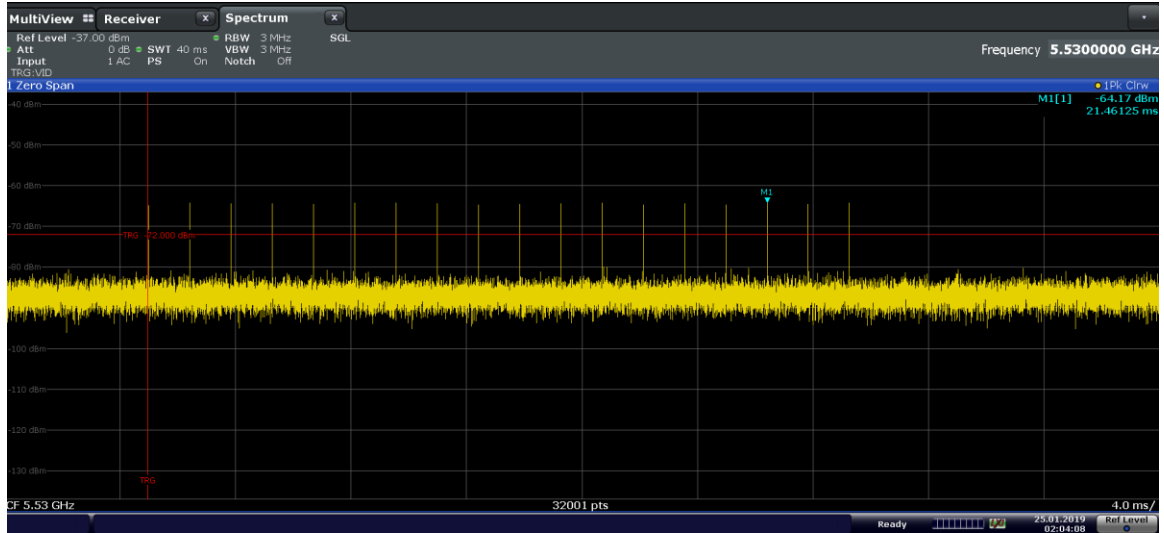 MultiView Receiver X Spectrum X
Ref Level -37.00 dBm RBW 3 MHz SGL
Att 0 dB SWT 40 ms VBW 3 MHz
Input 1 AC PS On Notch Off
Frequency 5.5300000 GHz
TRG:VID
1 Zero Span 1Pk Clrw
M1[1] -64.17 dBm
21.46125 ms
-40 dBm
-50 dBm
-60 dBm
M1
-70 dBm
TRG -72.000 dBm
-80 dBm
-100 dBm
-110 dBm
-120 dBm
-130 dBm
TRG
CF 5.53 GHz 32001 pts 4.0 ms/
Ready 25.01.2019 Ref Level
02:04:08